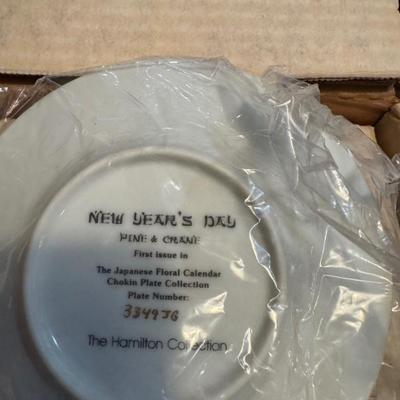 NEW YEAR'S DAY
PINE & CRANE
First issue in
The Japanese Floral Calendar
Chokin Plate Collection
Plate Number:
3349JG
The Hamilton Collection